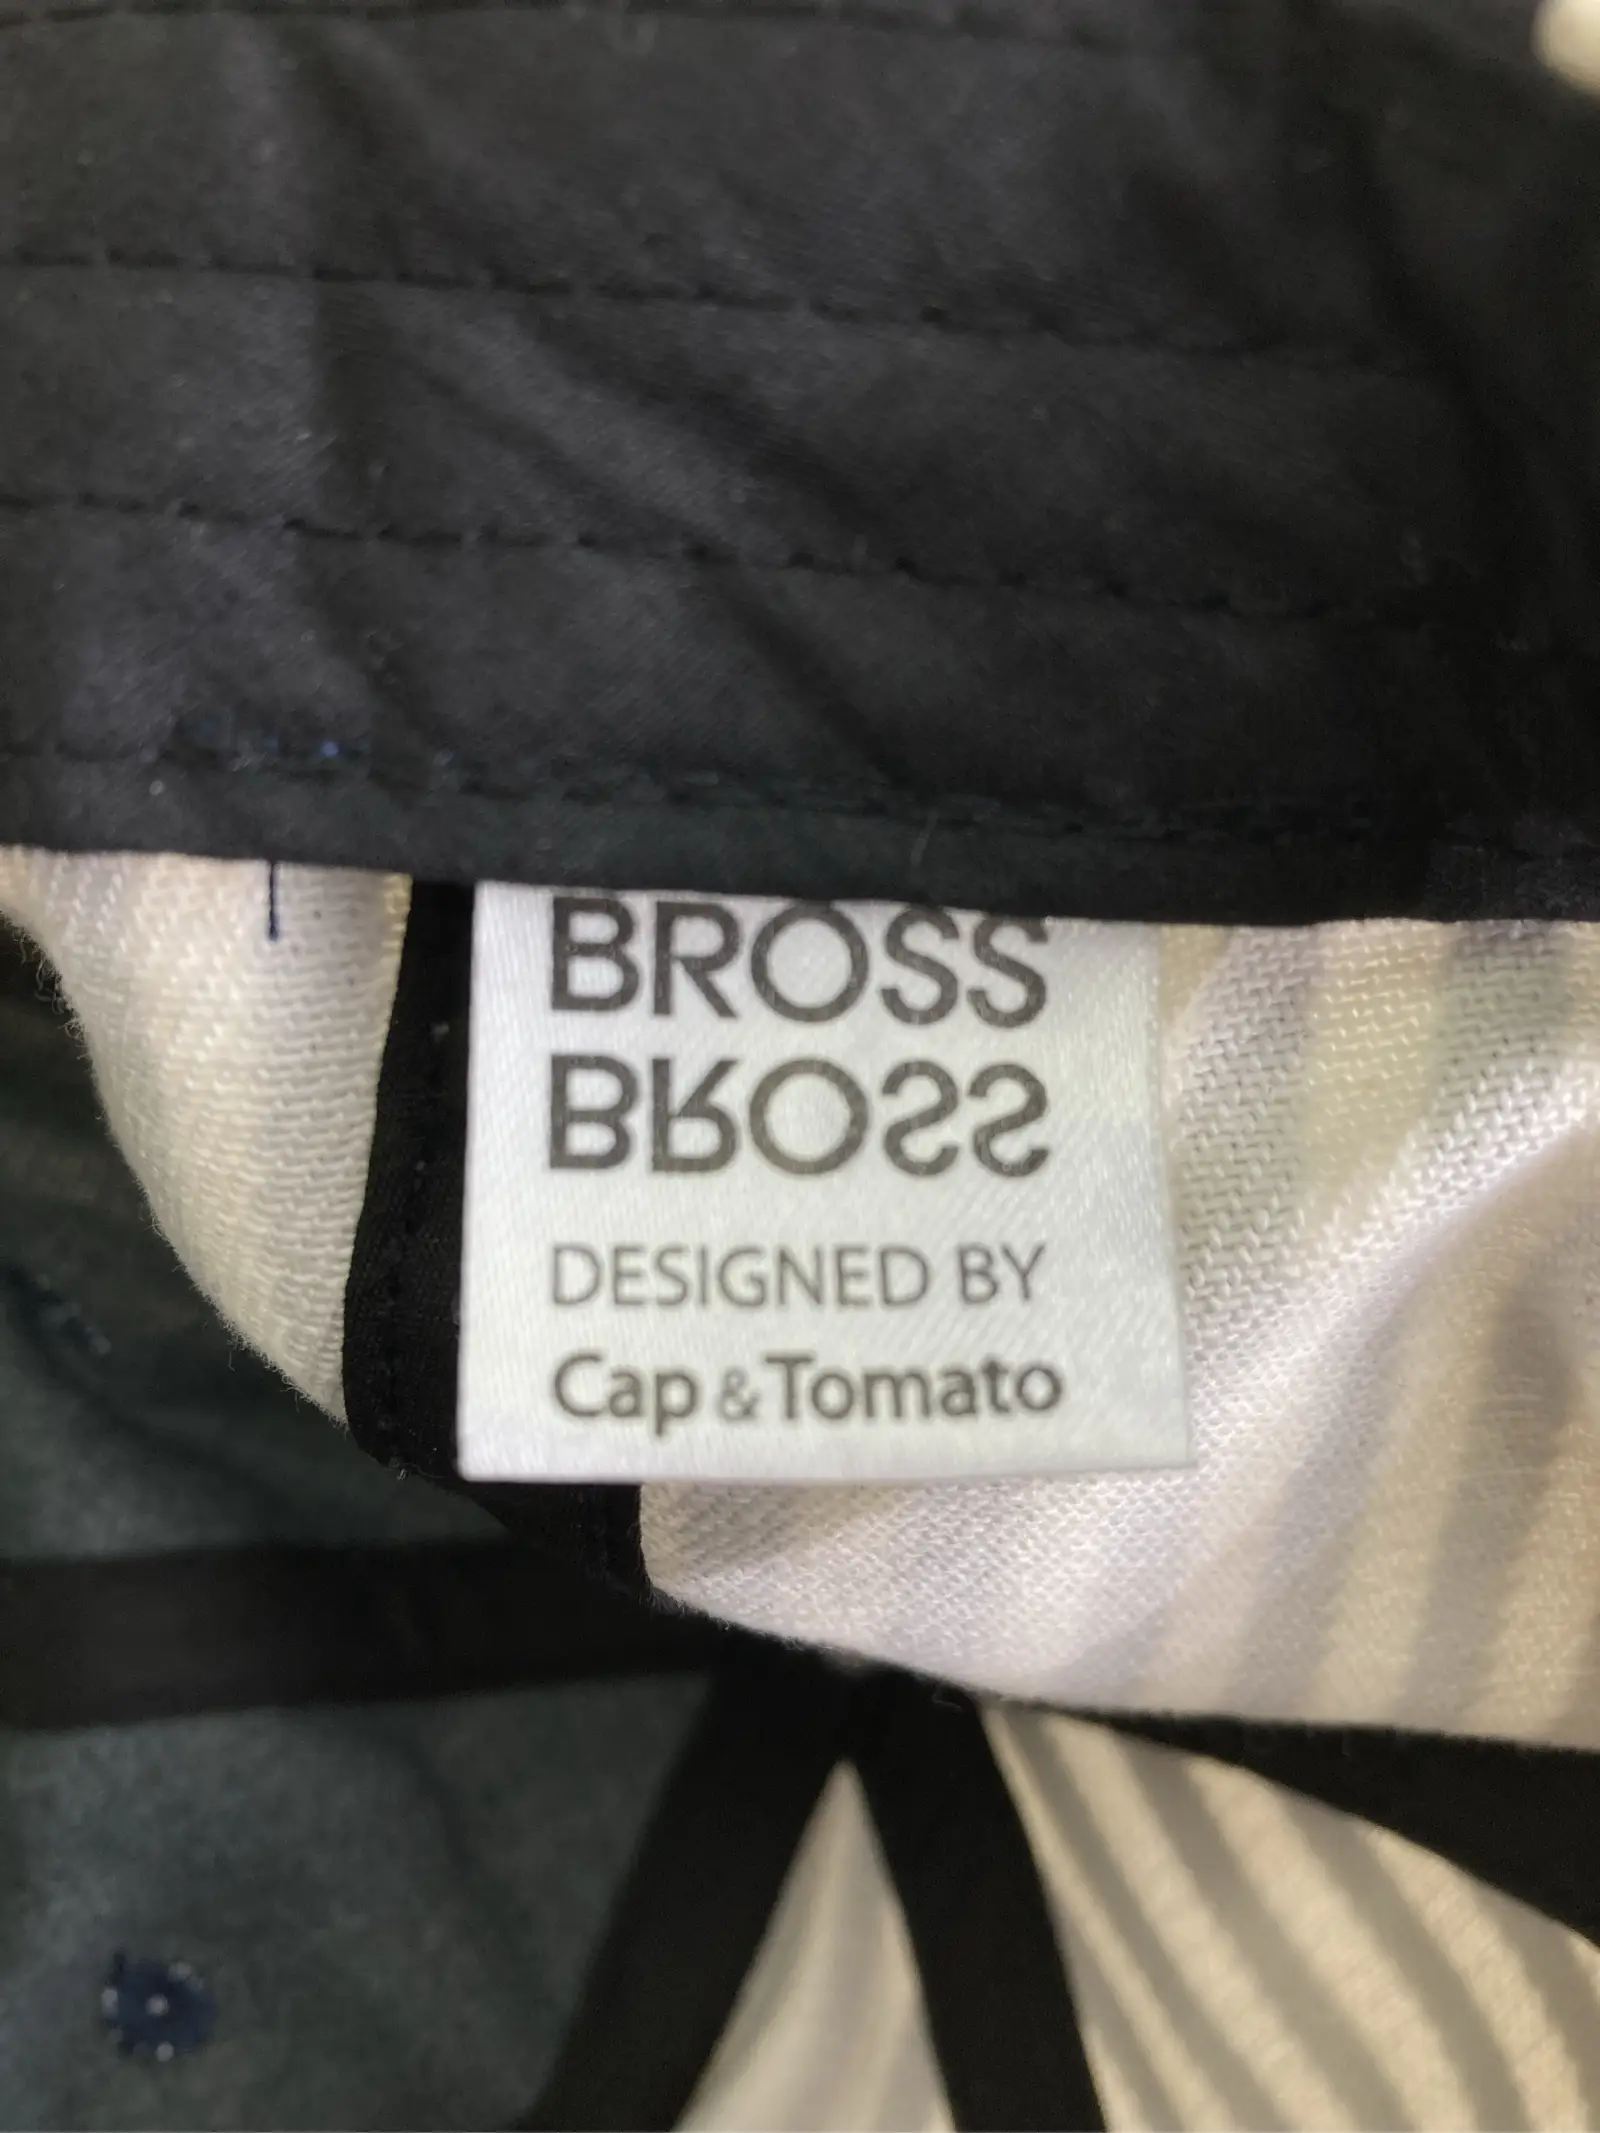 BROSS
BROSS
DESIGNED BY
Cap & Tomato